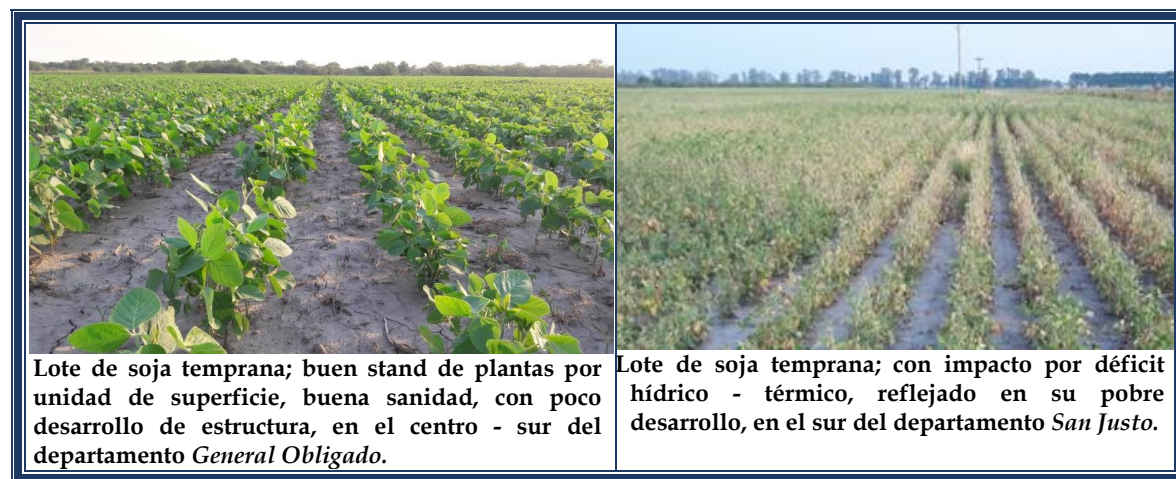 Lote de soja temprana; buen stand de plantas por
unidad de superficie, buena sanidad, con poco
desarrollo de estructura, en el centro - sur del
departamento General Obligado.
Lote de soja temprana; con impacto por déficit
hídrico - térmico, reflejado en su pobre
desarrollo, en el sur del departamento San Justo.